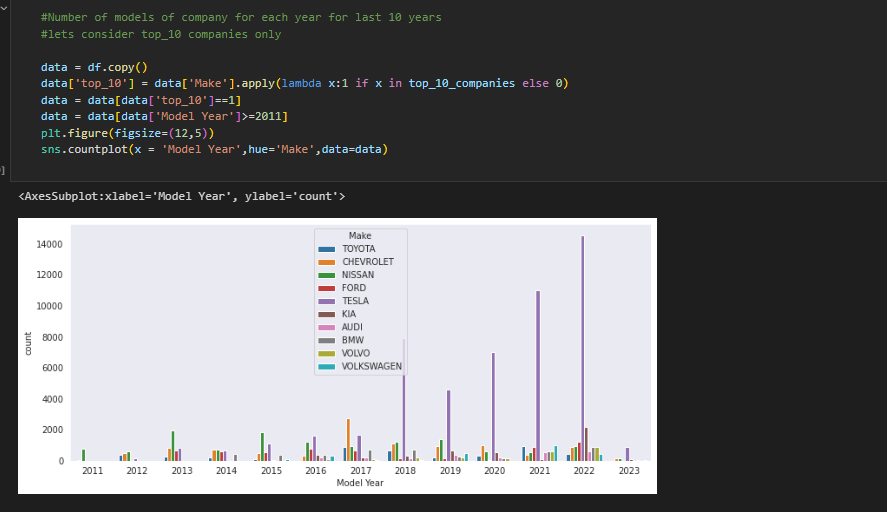 #Number of models of company for each year for last 10 years
#lets consider top_10 companies only
data = df.copy()
data['top_10'] = data['Make'].apply(lambda x:1 if x in top_10_companies else 0)
data = data[data['top_10']==1]
data = data[data['Model Year']>=2011]
plt.figure(figsize=(12,5))
sns.countplot(x = 'Model Year',hue='Make',data=data)
<AxesSubplot:xlabel='Model Year', ylabel='count'>
Make
TOYOTA
CHEVROLET
NISSAN
FORD
TESLA
KIA
AUDI
BMW
VOLVO
VOLKSWAGEN
14000
12000
10000
8000
6000
4000
2000
0
count
2011 2012 2013 2014 2015 2016 2017 2018 2019 2020 2021 2022 2023
Model Year